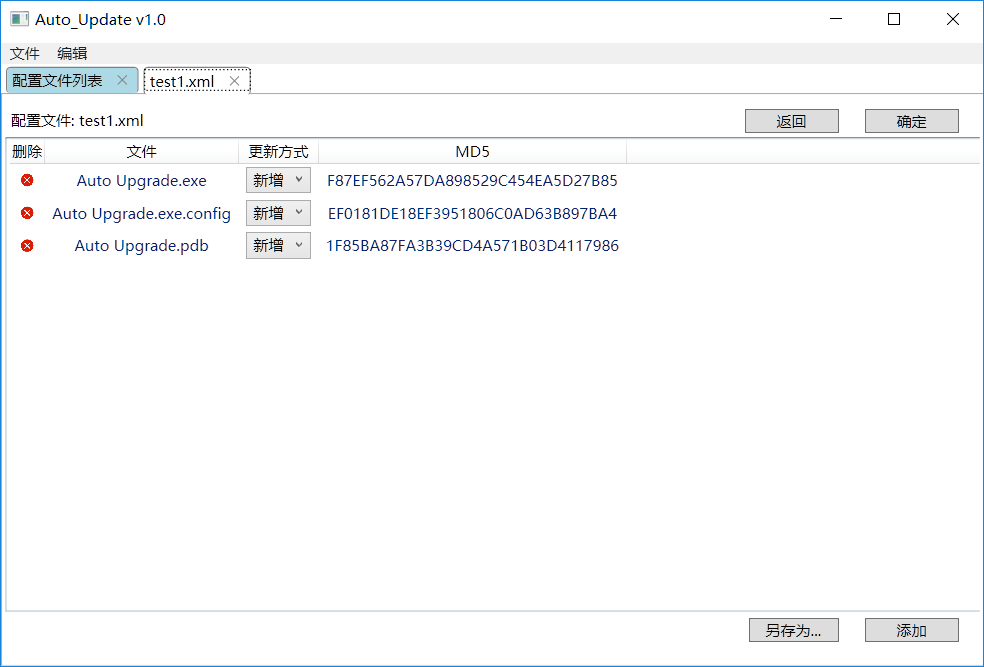 Auto_Update v1.0
文件 编辑
配置文件列表 test1.xml
配置文件: test1.xml 返回 确定
删除 文件 更新方式 MD5
Auto Upgrade.exe 新增 F87EF562A57DA898529C454EA5D27B85
Auto Upgrade.exe.config 新增 EF0181DE18EF3951806C0AD63B897BA4
Auto Upgrade.pdb 新增 1F85BA87FA3B39CD4A571B03D4117986
另存为... 添加